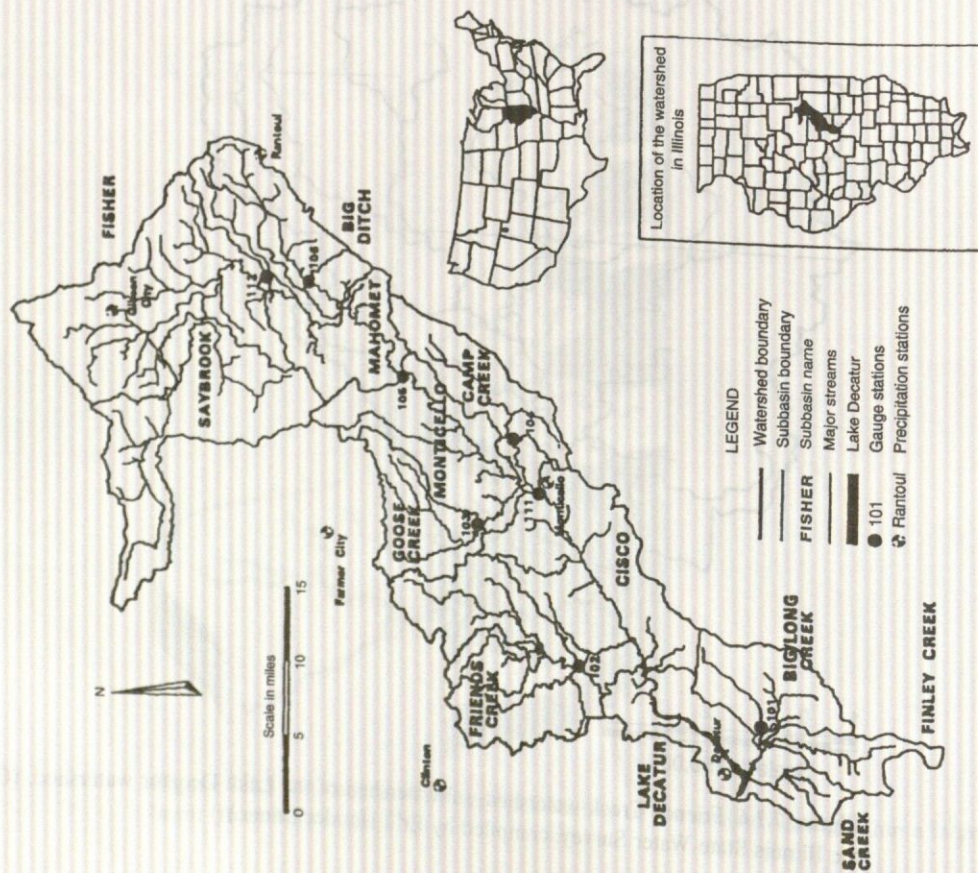 N
Scale in miles
0 5 10 15
FISHER
Gibson
City
Rantoul
SAYBROOK
112
106
BIG
DITCH
MAHOMET
105
CAMP
CREEK
MONTICELLO
Farmer City
GOOSE
CREEK
103
104
111
Monticello
Clinton
FRIENDS
CREEK
102
CISCO
LAKE
DECATUR
Decatur
101
BIG/LONG
CREEK
SAND
CREEK
FINLEY CREEK
LEGEND
Watershed boundary
Subbasin boundary
FISHER Subbasin name
Major streams
Lake Decatur
101 Gauge stations
Rantoul Precipitation stations
Location of the watershed
in Illinois